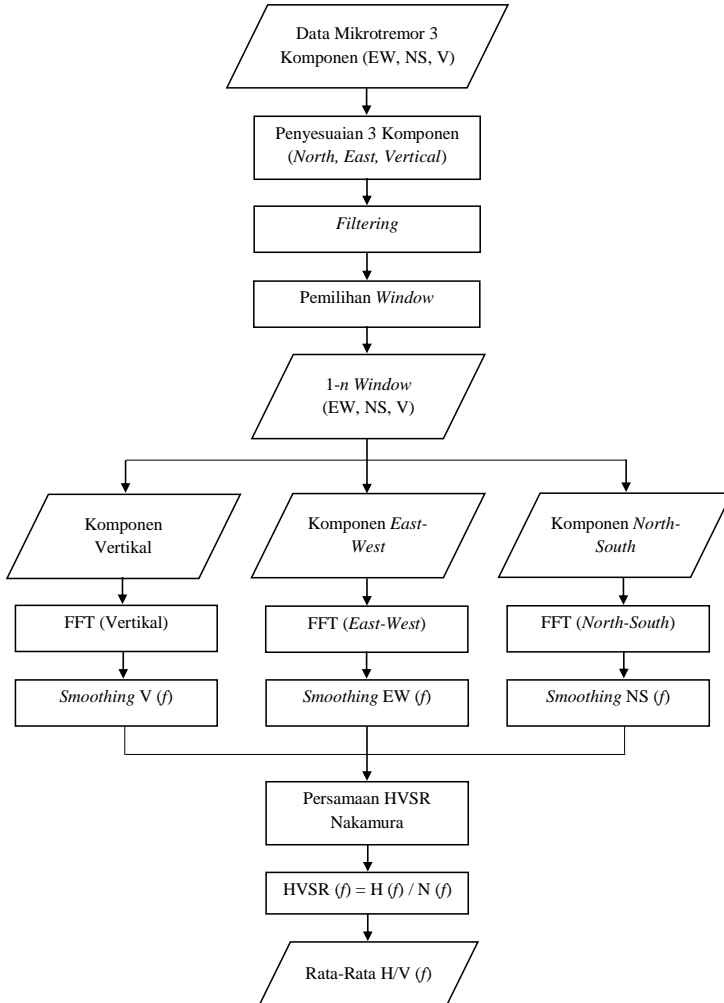 Data Mikrotremor 3
Komponen (EW, NS, V)
Penyesuaian 3 Komponen
(North, East, Vertical)
Filtering
Pemilihan Window
1-n Window
(EW, NS, V)
Komponen
Vertikal
Komponen East-
West
Komponen North-
South
FFT (Vertikal)
FFT (East-West)
FFT (North-South)
Smoothing V (f)
Smoothing EW (f)
Smoothing NS (f)
Persamaan HVSR
Nakamura
HVSR (f) = H (f) / N (f)
Rata-Rata H/V (f)